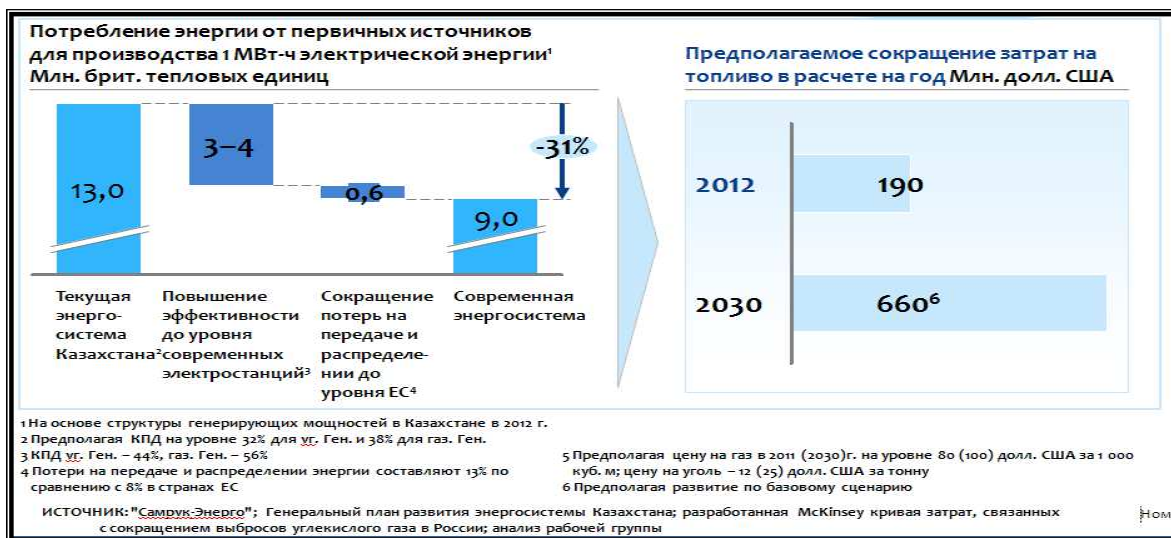 Потребление энергии от первичных источников
для производства 1 МВт-ч электрической энергии¹
Млн. брит. тепловых единиц
13,0
3–4
0,6
9,0
-31%
Текущая
энерго-
система
Казахстана²
Повышение
эффективности
до уровня
современных
электростанций³
Сокращение
потерь на
передаче и
распределе-
нии до
уровня ЕС⁴
Современная
энергосистема
Предполагаемое сокращение затрат на
топливо в расчете на год Млн. долл. США
2012
190
2030
660⁶
1 На основе структуры генерирующих мощностей в Казахстане в 2012 г.
2 Предполагая КПД на уровне 32% для уг. Ген. и 38% для газ. Ген.
3 КПД уг. Ген. – 44%, газ. Ген. – 56%
4 Потери на передаче и распределении энергии составляют 13% по
сравнению с 8% в странах ЕС
5 Предполагая цену на газ в 2011 (2030)г. на уровне 80 (100) долл. США за 1 000
куб. м; цену на уголь – 12 (25) долл. США за тонну
6 Предполагая развитие по базовому сценарию
ИСТОЧНИК: "Самрук-Энерго"; Генеральный план развития энергосистемы Казахстана; разработанная McKinsey кривая затрат, связанных
с сокращением выбросов углекислого газа в России; анализ рабочей группы
Ном